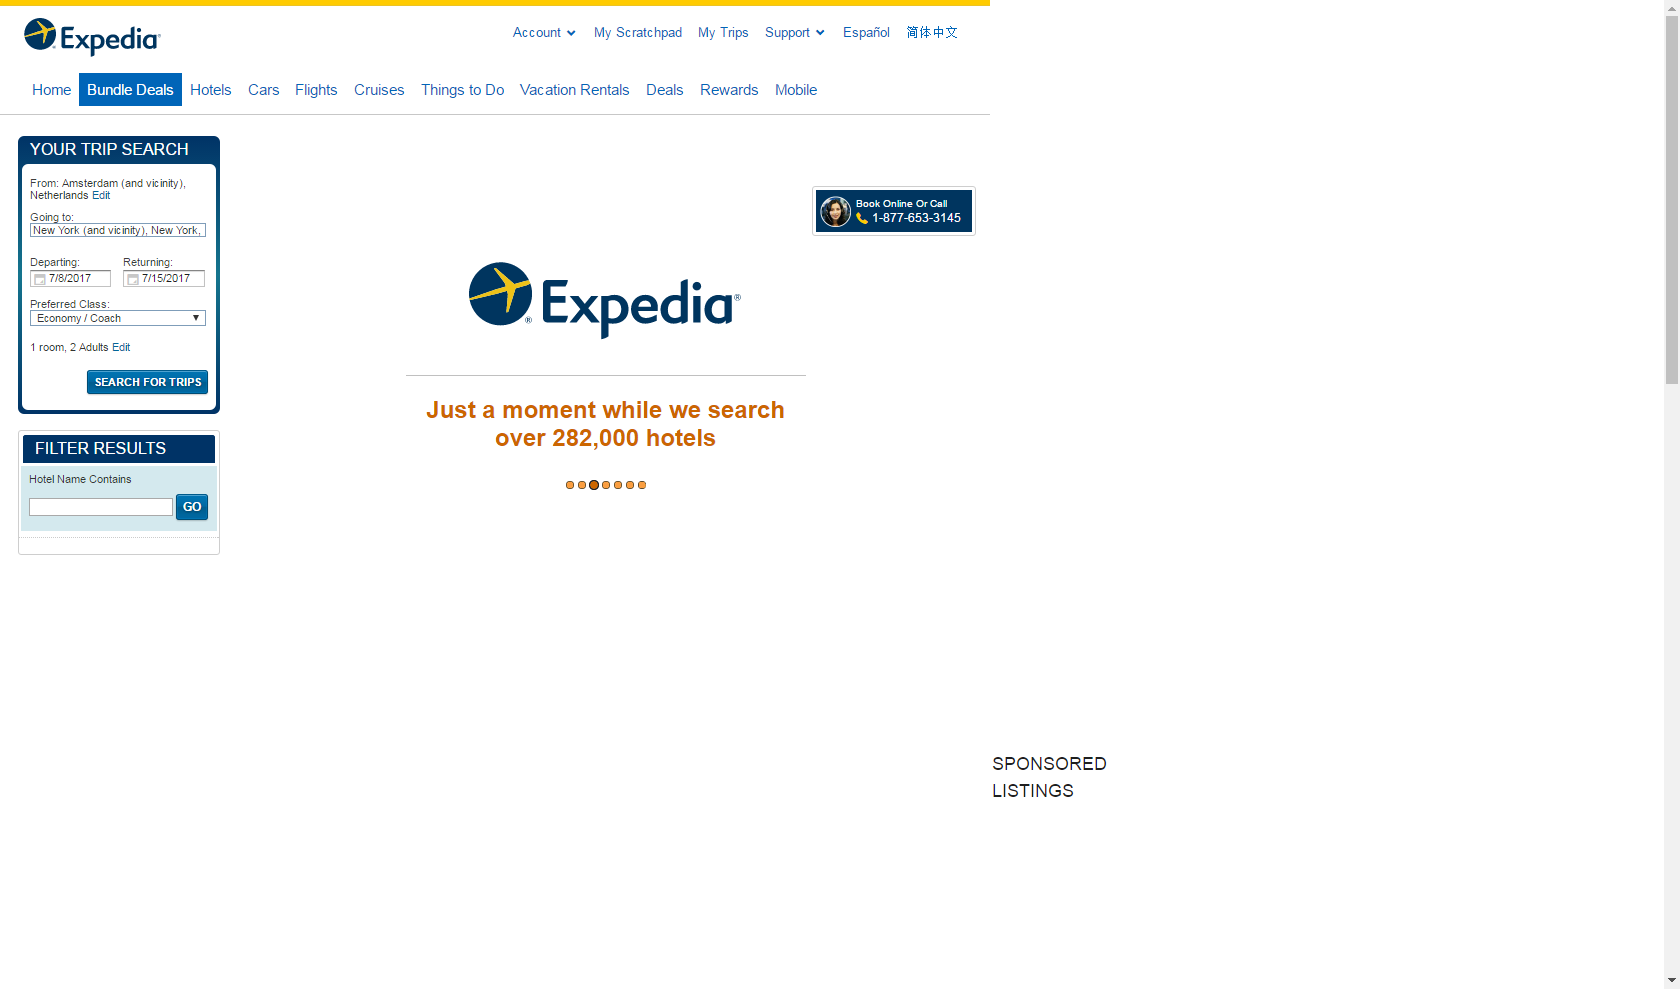 Expedia®
Account
My Scratchpad
My Trips
Support
Español
简体中文
Home
Bundle Deals
Hotels
Cars
Flights
Cruises
Things to Do
Vacation Rentals
Deals
Rewards
Mobile
YOUR TRIP SEARCH
From: Amsterdam (and vicinity),
Netherlands Edit
Going to:
New York (and vicinity), New York,
Departing:
Returning:
7/8/2017
7/15/2017
Preferred Class:
Economy / Coach
1 room, 2 Adults Edit
SEARCH FOR TRIPS
FILTER RESULTS
Hotel Name Contains
GO
Book Online Or Call
1-877-653-3145
® Expedia®
Just a moment while we search
over 282,000 hotels
SPONSORED
LISTINGS